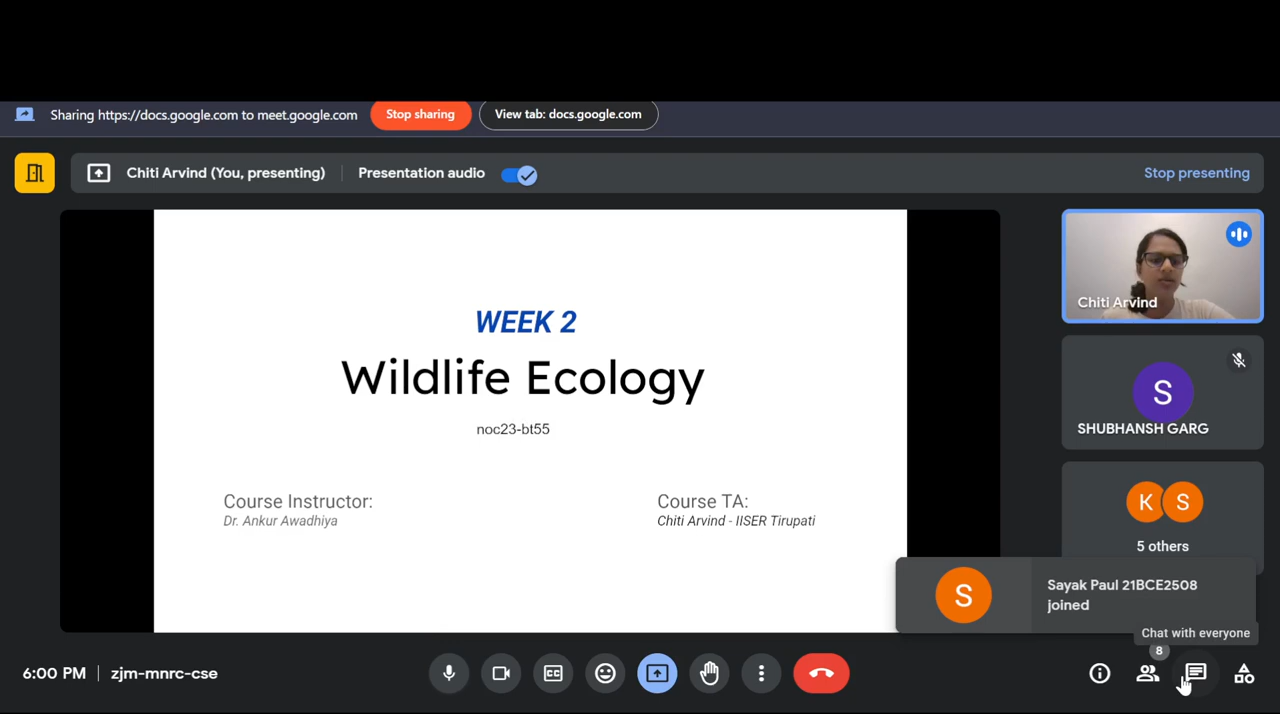 Sharing https://docs.google.com to meet.google.com
Stop sharing
View tab: docs.google.com
Chiti Arvind (You, presenting)
Presentation audio
Stop presenting
WEEK 2
Wildlife Ecology
noc23-bt55
Course Instructor:
Dr. Ankur Awadhiya
Course TA:
Chiti Arvind - IISER Tirupati
Chiti Arvind
S
SHUBHANSH GARG
K S
5 others
S
Sayak Paul 21BCE2508
joined
Chat with everyone
8
6:00 PM | zjm-mnrc-cse
CC